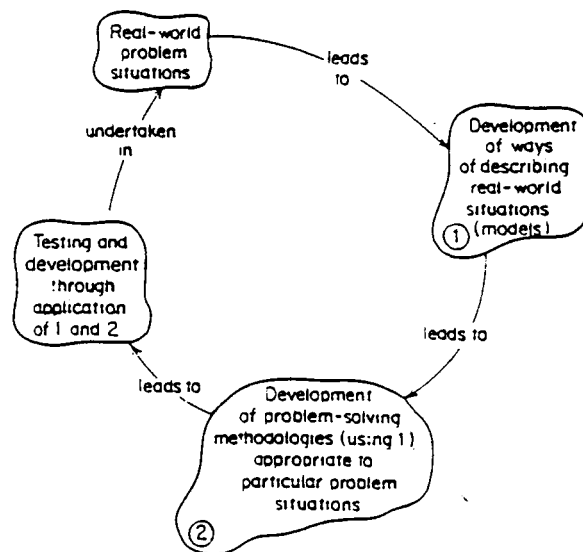 Real-world
problem
situations
leads
to
Development
of ways
of describing
real-world
situations
(models)
1
leads to
Development
of problem-solving
methodologies (using 1)
appropriate to
particular problem
situations
2
leads to
Testing and
development
through
application
of 1 and 2
undertaken
in